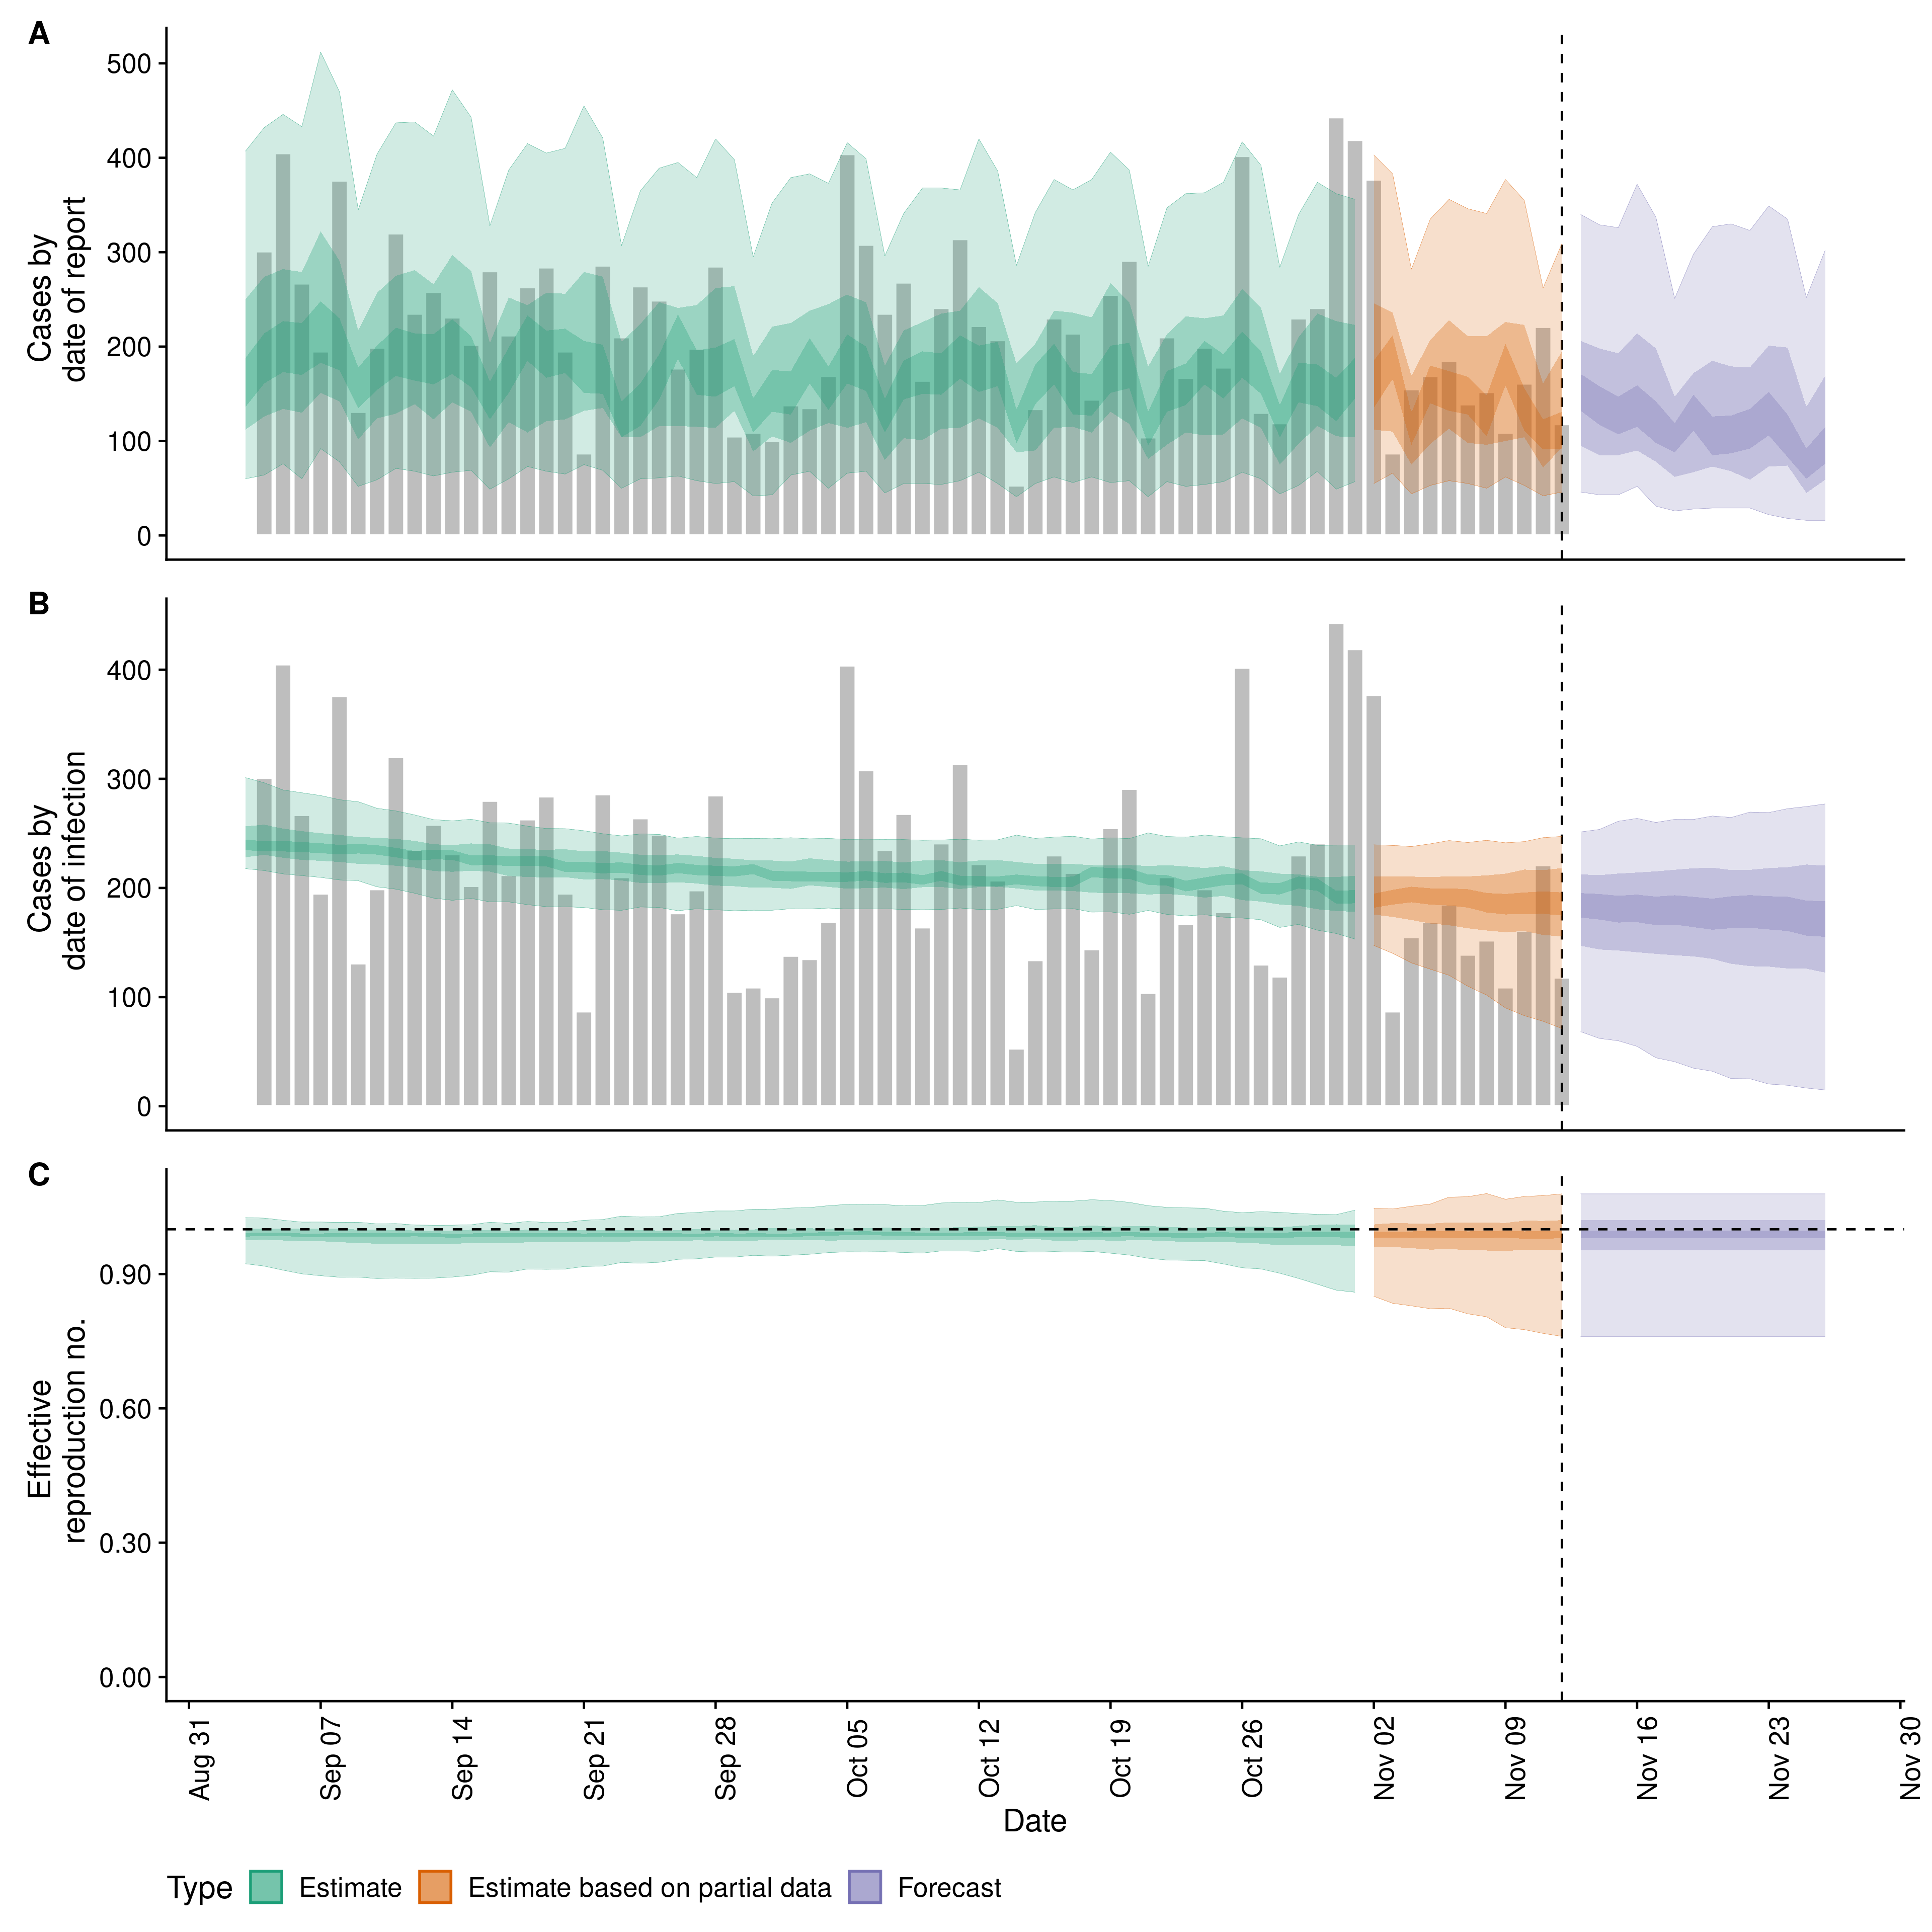 A
500
400
300
200
100
0
Cases by
date of report
B
400
300
200
100
0
Cases by
date of infection
C
0.90
0.60
0.30
0.00
Effective
reproduction no.
Aug 31
Sep 07
Sep 14
Sep 21
Sep 28
Oct 05
Oct 12
Oct 19
Oct 26
Nov 02
Nov 09
Nov 16
Nov 23
Nov 30
Date
Type Estimate Estimate based on partial data Forecast